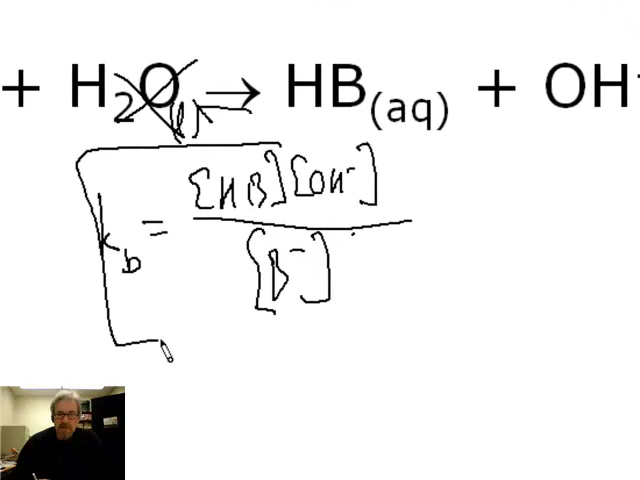 + H₂O(l) → HB(aq) + OH⁻
[HB][OH⁻]
Kb =
[B⁻]